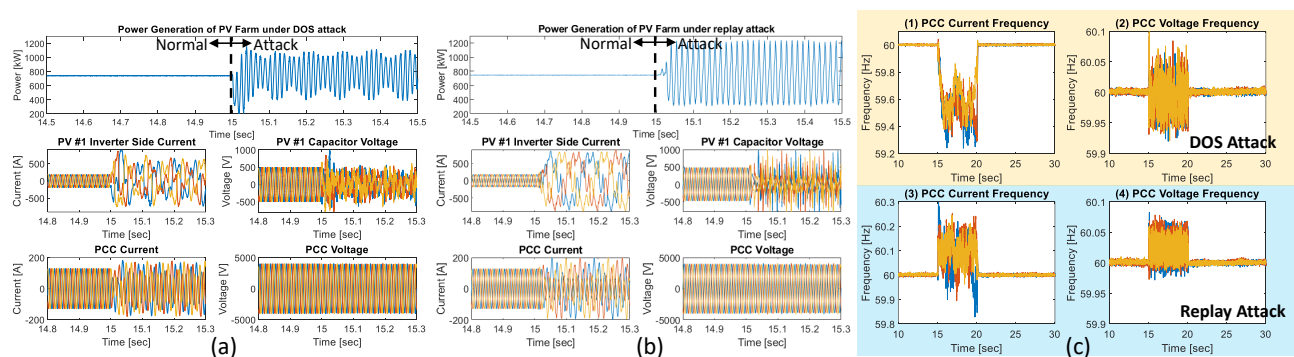 Power Generation of PV Farm under DOS attack
Normal Attack
Power [kW]
1200
1000
800
600
400
200
14.5 14.6 14.7 14.8 14.9 15 15.1 15.2 15.3 15.4 15.5
Time [sec]
PV #1 Inverter Side Current
Current [A]
500
0
-500
14.8 14.9 15 15.1 15.2 15.3
PV #1 Capacitor Voltage
Voltage [V]
1000
500
0
-500
14.8 14.9 15 15.1 15.2 15.3
PCC Current
Current [A]
200
0
-200
14.8 14.9 15 15.1 15.2 15.3
Time [sec]
PCC Voltage
Voltage [V]
5000
0
-5000
14.8 14.9 15 15.1 15.2 15.3
Time [sec]
(a)
Power Generation of PV Farm under replay attack
Normal Attack
Power [kW]
1200
1000
800
600
400
200
14.5 14.6 14.7 14.8 14.9 15 15.1 15.2 15.3 15.4 15.5
Time [sec]
PV #1 Inverter Side Current
Current [A]
500
0
-500
14.8 14.9 15 15.1 15.2 15.3
PV #1 Capacitor Voltage
Voltage [V]
1000
500
0
-500
14.8 14.9 15 15.1 15.2 15.3
PCC Current
Current [A]
200
0
-200
14.8 14.9 15 15.1 15.2 15.3
Time [sec]
PCC Voltage
Voltage [V]
5000
0
-5000
14.8 14.9 15 15.1 15.2 15.3
Time [sec]
(b)
(1) PCC Current Frequency
Frequency [Hz]
60
59.8
59.6
59.4
59.2
10 15 20 25 30
Time [sec]
(2) PCC Voltage Frequency
Frequency [Hz]
60.1
60.05
60
59.95
59.9
10 15 20 25 30
Time [sec]
DOS Attack
(3) PCC Current Frequency
Frequency [Hz]
60.3
60.2
60.1
60
59.9
59.8
10 15 20 25 30
Time [sec]
(4) PCC Voltage Frequency
Frequency [Hz]
60.1
60.05
60
59.95
59.9
10 15 20 25 30
Time [sec]
Replay Attack
(c)